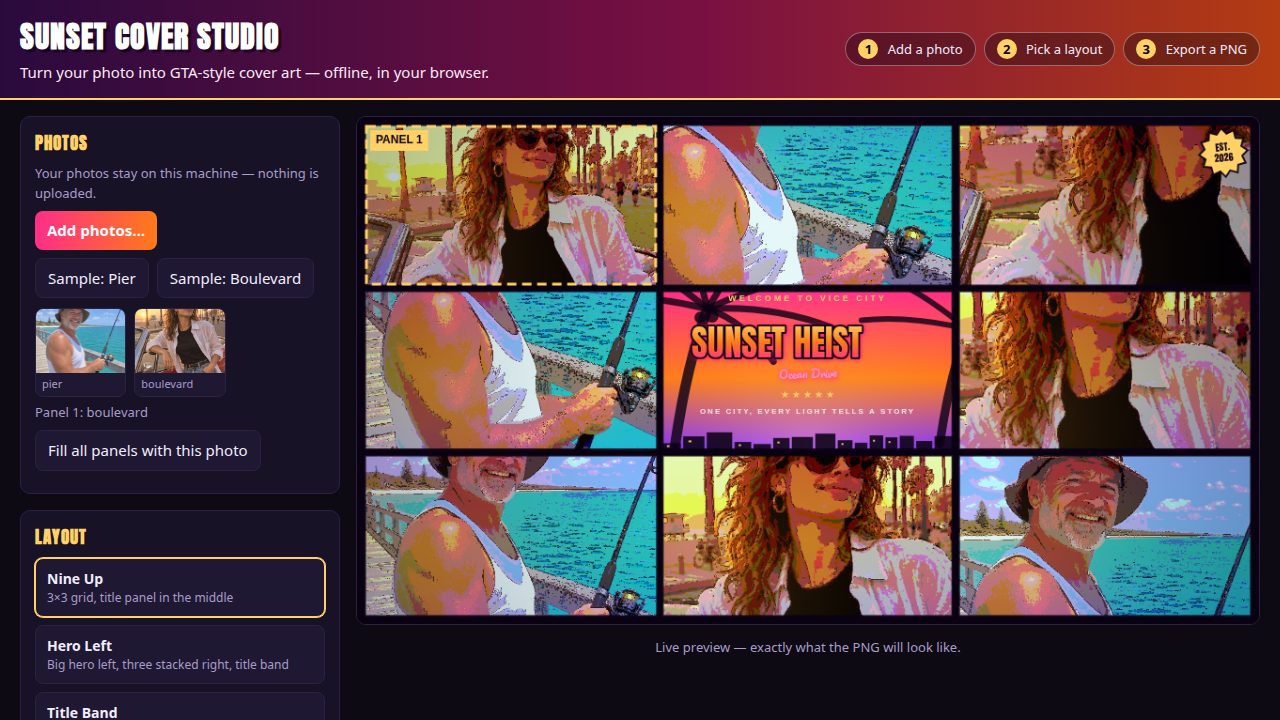 SUNSET COVER STUDIO
Turn your photo into GTA-style cover art — offline, in your browser.
1 Add a photo
2 Pick a layout
3 Export a PNG
PHOTOS
Your photos stay on this machine — nothing is
uploaded.
Add photos...
Sample: Pier
Sample: Boulevard
pier
boulevard
Panel 1: boulevard
Fill all panels with this photo
LAYOUT
Nine Up
3×3 grid, title panel in the middle
Hero Left
Big hero left, three stacked right, title band
Title Band
PANEL 1
EST.
2026
WELCOME TO VICE CITY
SUNSET HEIST
Ocean Drive
★★★★★
ONE CITY, EVERY LIGHT TELLS A STORY
Live preview — exactly what the PNG will look like.